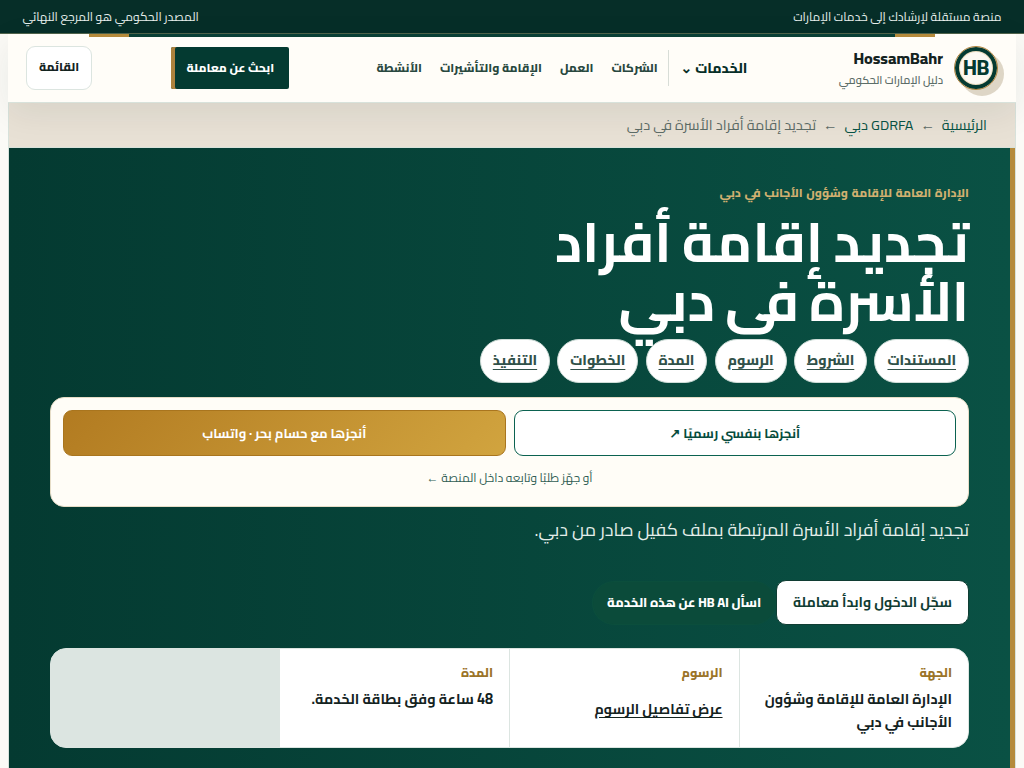 منصة مستقلة لإرشادك إلى خدمات الإمارات
المصدر الحكومي هو المرجع النهائي
HB
HossamBahr
دليل الإمارات الحكومي
الخدمات ⌄
الشركات
العمل
الإقامة والتأشيرات
الأنشطة
ابحث عن معاملة
القائمة
الرئيسية ← GDRFA دبي ← تجديد إقامة أفراد الأسرة في دبي
الإدارة العامة للإقامة وشؤون الأجانب في دبي
تجديد إقامة أفراد
الأسرة في دبي
المستندات
الشروط
الرسوم
المدة
الخطوات
التنفيذ
أنجزها بنفسي رسميًا ↗
أنجزها مع حسام بحر · واتساب
أو جهّز طلبًا وتابعه داخل المنصة ←
تجديد إقامة أفراد الأسرة المرتبطة بملف كفيل صادر من دبي.
سجّل الدخول وابدأ معاملة
اسأل HB AI عن هذه الخدمة
الجهة
الإدارة العامة للإقامة وشؤون
الأجانب في دبي
الرسوم
عرض تفاصيل الرسوم
المدة
48 ساعة وفق بطاقة الخدمة.